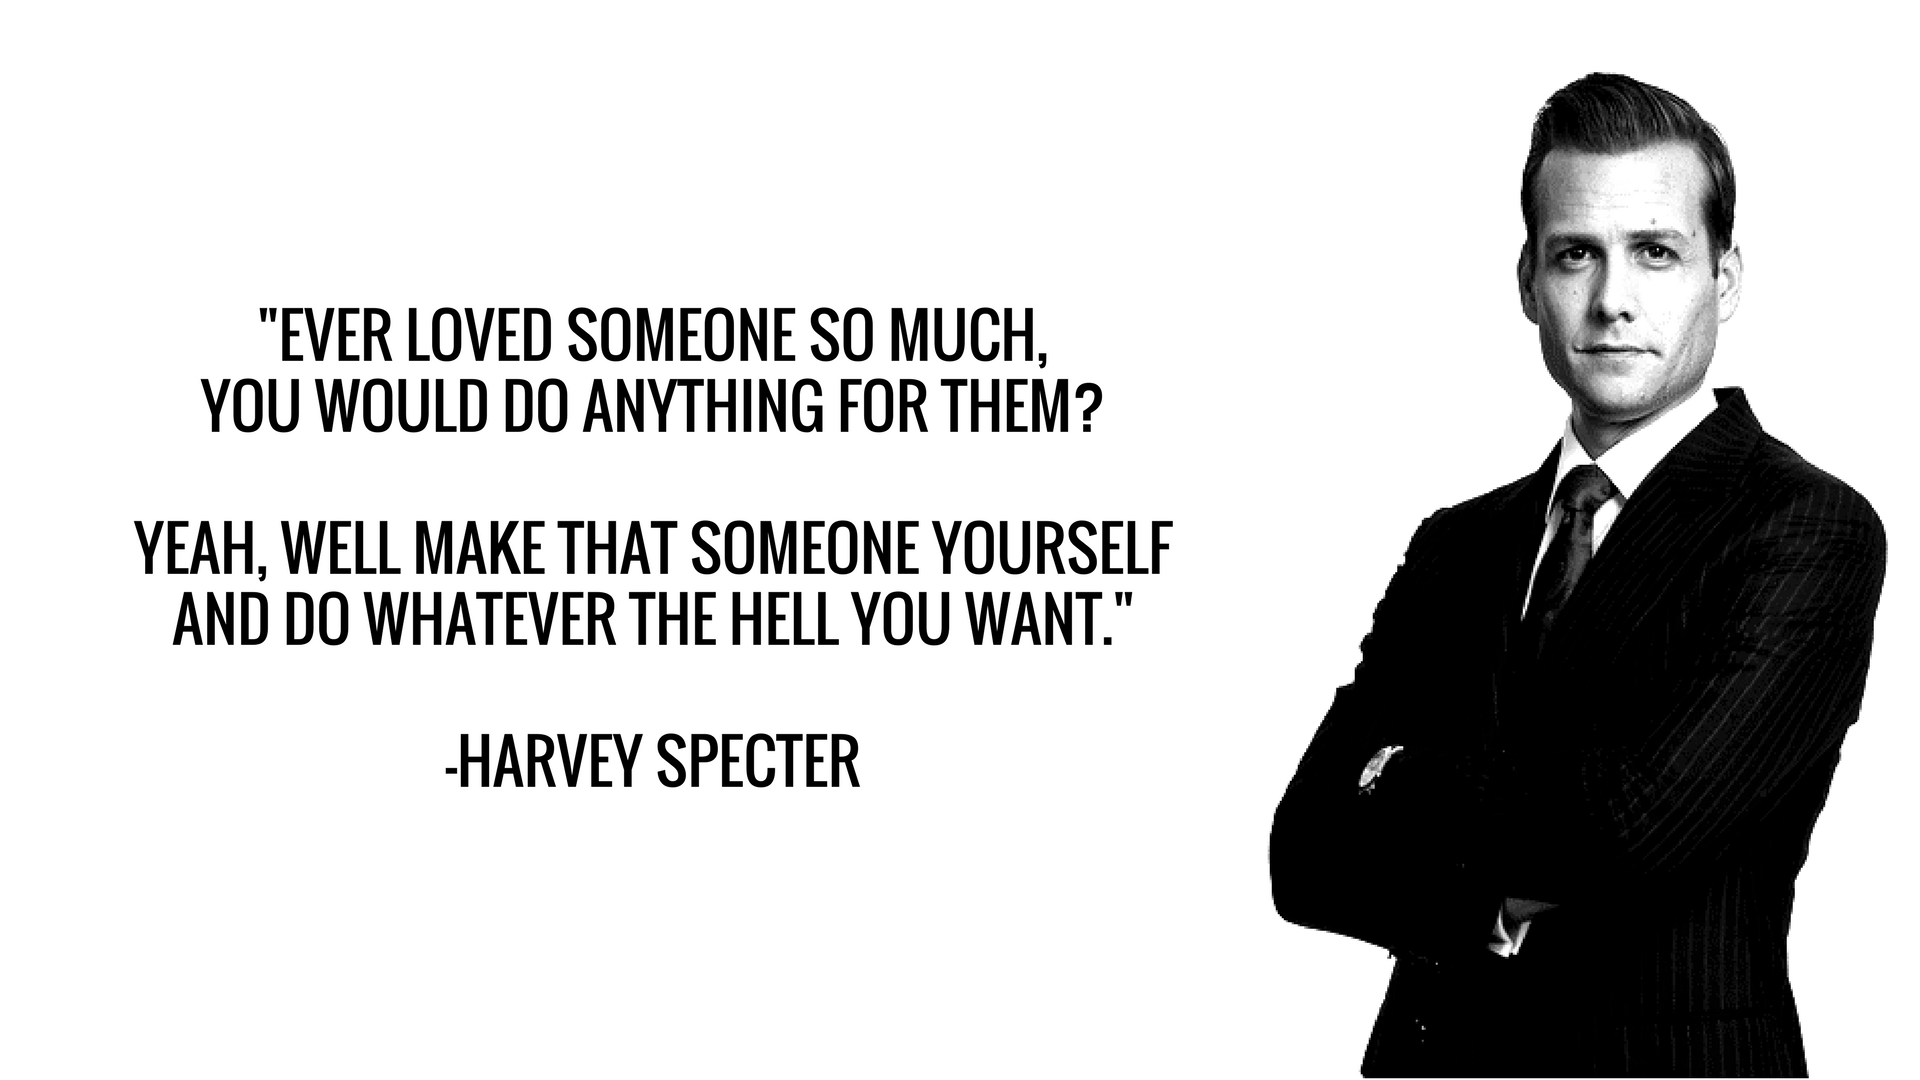 "EVER LOVED SOMEONE SO MUCH,
YOU WOULD DO ANYTHING FOR THEM?
YEAH, WELL MAKE THAT SOMEONE YOURSELF
AND DO WHATEVER THE HELL YOU WANT."
-HARVEY SPECTER